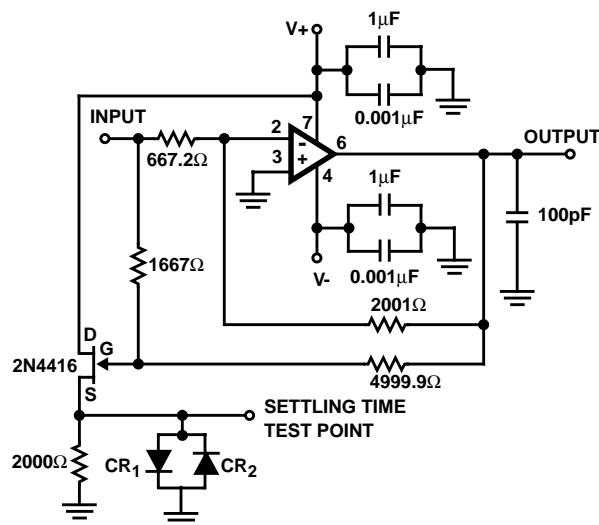 1μF
V+
0.001μF
INPUT
2
7
6
OUTPUT
-
667.2Ω
3
+
4
1μF
100pF
1667Ω
V-
0.001μF
2001Ω
D
G
2N4416
4999.9Ω
S
SETTLING TIME
TEST POINT
2000Ω
CR1
CR2